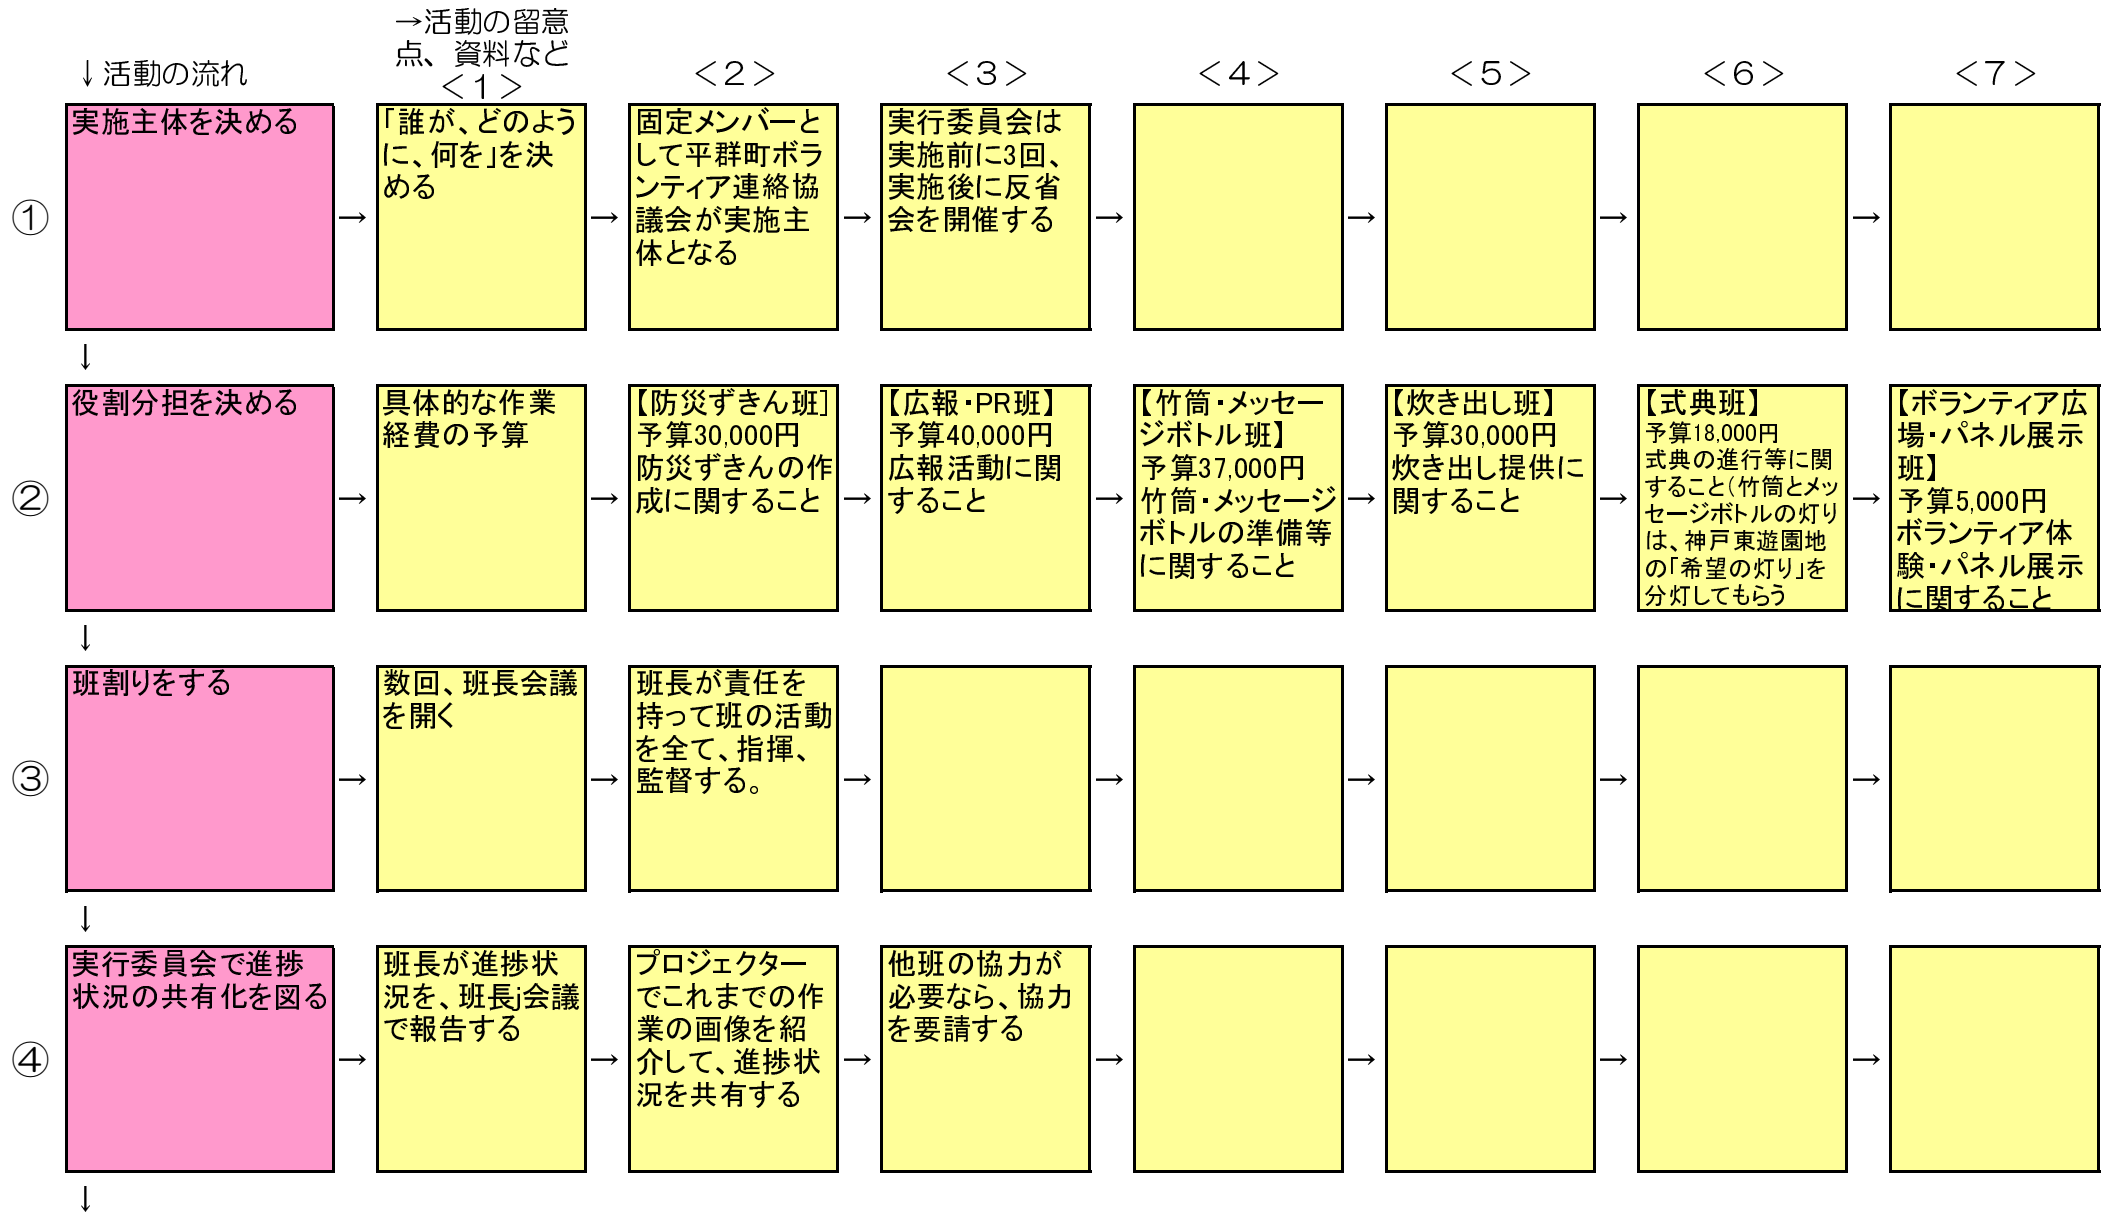 →活動の留意
点、資料など
↓活動の流れ
＜１＞
＜２＞
＜３＞
＜４＞
＜５＞
＜６＞
＜７＞
①
実施主体を決める
→
「誰が、どのよう
に、何を」を決
める
→
固定メンバーと
して平群町ボラ
ンティア連絡協
議会が実施主
体となる
→
実行委員会は
実施前に3回、
実施後に反省
会を開催する
→
→
→
→
↓
②
役割分担を決める
→
具体的な作業
経費の予算
→
【防災ずきん班］
予算30,000円
防災ずきんの作
成に関すること
→
【広報・PR班】
予算40,000円
広報活動に関
すること
→
【竹筒・メッセー
ジボトル班】
予算37,000円
竹筒・メッセージ
ボトルの準備等
に関すること
→
【炊き出し班】
予算30,000円
炊き出し提供に
関すること
→
【式典班】
予算18,000円
式典の進行等に関
すること（竹筒とメッ
セージボトルの灯り
は、神戸東遊園地
の「希望の灯り」を
分灯してもらう
→
【ボランティア広
場・パネル展示
班】
予算5,000円
ボランティア体
験・パネル展示
に関すること
↓
③
班割りをする
→
数回、班長会議
を開く
→
班長が責任を
持って班の活動
を全て、指揮、
監督する。
→
→
→
→
→
↓
④
実行委員会で進捗
状況の共有化を図る
→
班長が進捗状
況を、班長j会議
で報告する
→
プロジェクター
でこれまでの作
業の画像を紹
介して、進捗状
況を共有する
→
他班の協力が
必要なら、協力
を要請する
→
→
→
→
↓